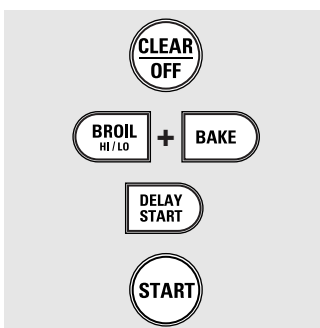 CLEAR
OFF
BROIL
HI / LO
+
BAKE
DELAY
START
START